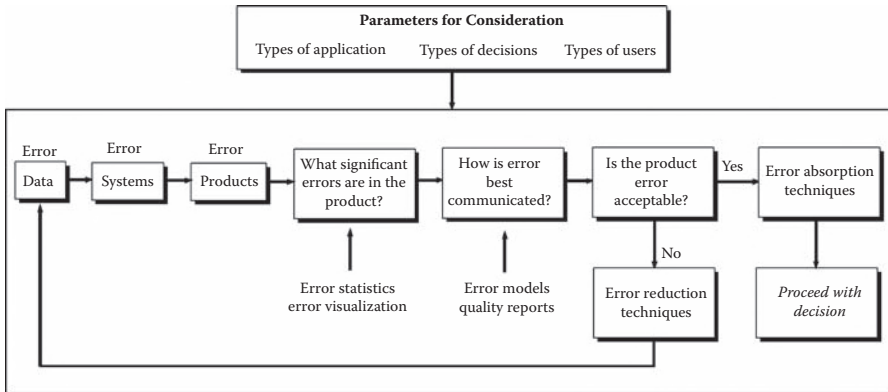 Parameters for Consideration
Types of application Types of decisions Types of users
Error
Data
Error
Systems
Error
Products
What significant
errors are in the
product?
How is error
best
communicated?
Is the product
error
acceptable?
Yes
Error absorption
techniques
No
Error statistics
error visualization
Error models
quality reports
Error reduction
techniques
Proceed with
decision